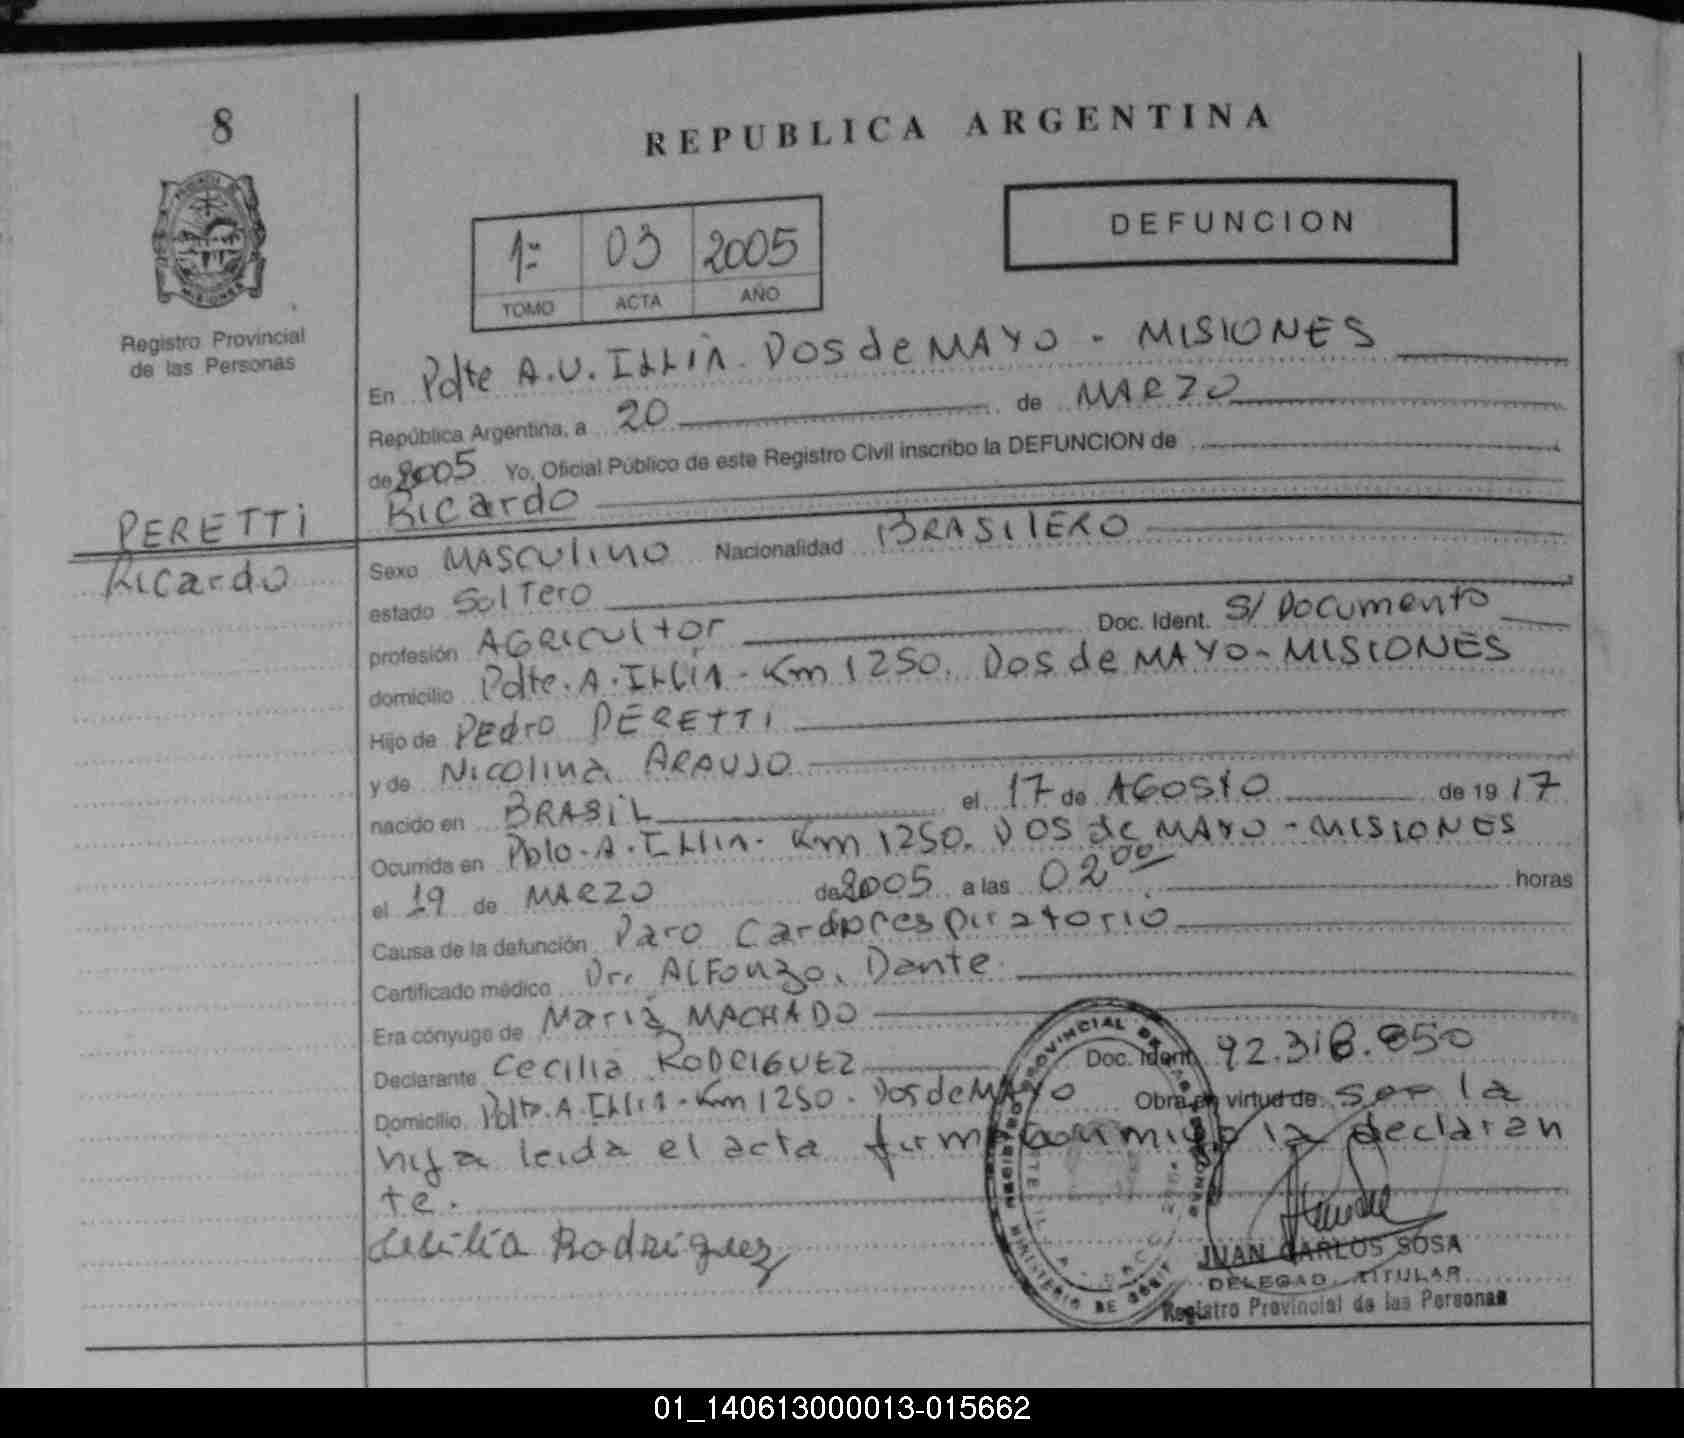 8
REPUBLICA ARGENTINA
DEFUNCION
1º 03 2005
TOMO ACTA AÑO
Registro Provincial
de las Personas
En Pdte A.U. ILLIA. Dos de MAYO - MISIONES
República Argentina, a 20 de MARZO
de 2005 Yo, Oficial Público de este Registro Civil inscribo la DEFUNCION de
Ricardo
PERETTI
Ricardo
Sexo MASCULINO Nacionalidad BRASILERO
estado SolTero
profesión AGRICULTOR Doc. Ident. S/ Documento
domicilio Pdte. A. ILLIA - Km 1250. Dos de MAYO - MISIONES
Hijo de PEdro PERETTI
y de Nicolina ARAUJO
nacido en BRASIL el 17 de AGOSTO de 19 17
Ocurrida en Pdte. A. ILLIA - Km 1250. DOS de MAYO - MISIONES
el 19 de MARZO de 2005 a las 02 00 horas
Causa de la defunción Paro Cardiorespiratorio
Certificado médico Dr. ALFonzo, Dante
Era cónyuge de María MACHADO
Declarante Cecilia RODRIGUEZ Doc. Ident. 92.318.850
Domicilio Pdte. A. ILLIA - Km 1250. Dos de MAYO Obra en virtud de ser la
hija leida el acta firma conmigo la declaran
te.
Cecilia Rodriguez
JUAN CARLOS SOSA
DELEGADO TITULAR
Registro Provincial de las Personas
01_140613000013-015662